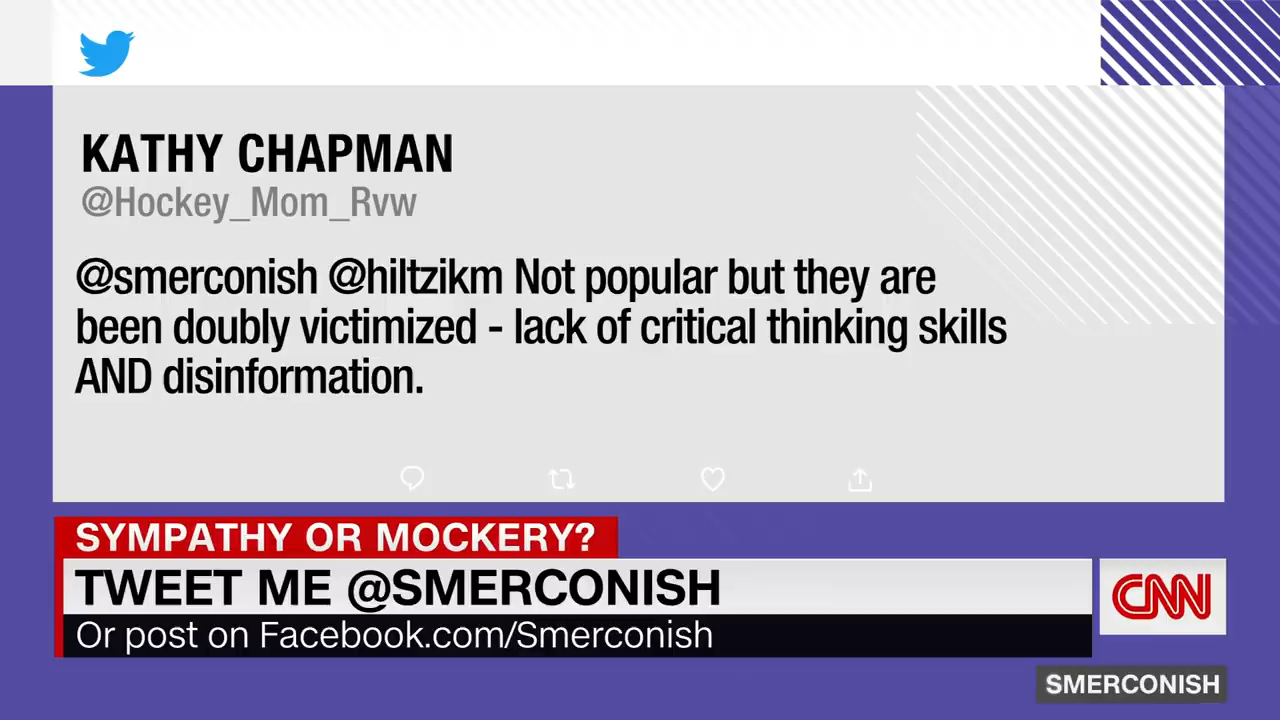 KATHY CHAPMAN
@Hockey_Mom_Rvw
@smerconish @hiltzikm Not popular but they are
been doubly victimized - lack of critical thinking skills
AND disinformation.
SYMPATHY OR MOCKERY?
TWEET ME @SMERCONISH
Or post on Facebook.com/Smerconish
CNN
SMERCONISH